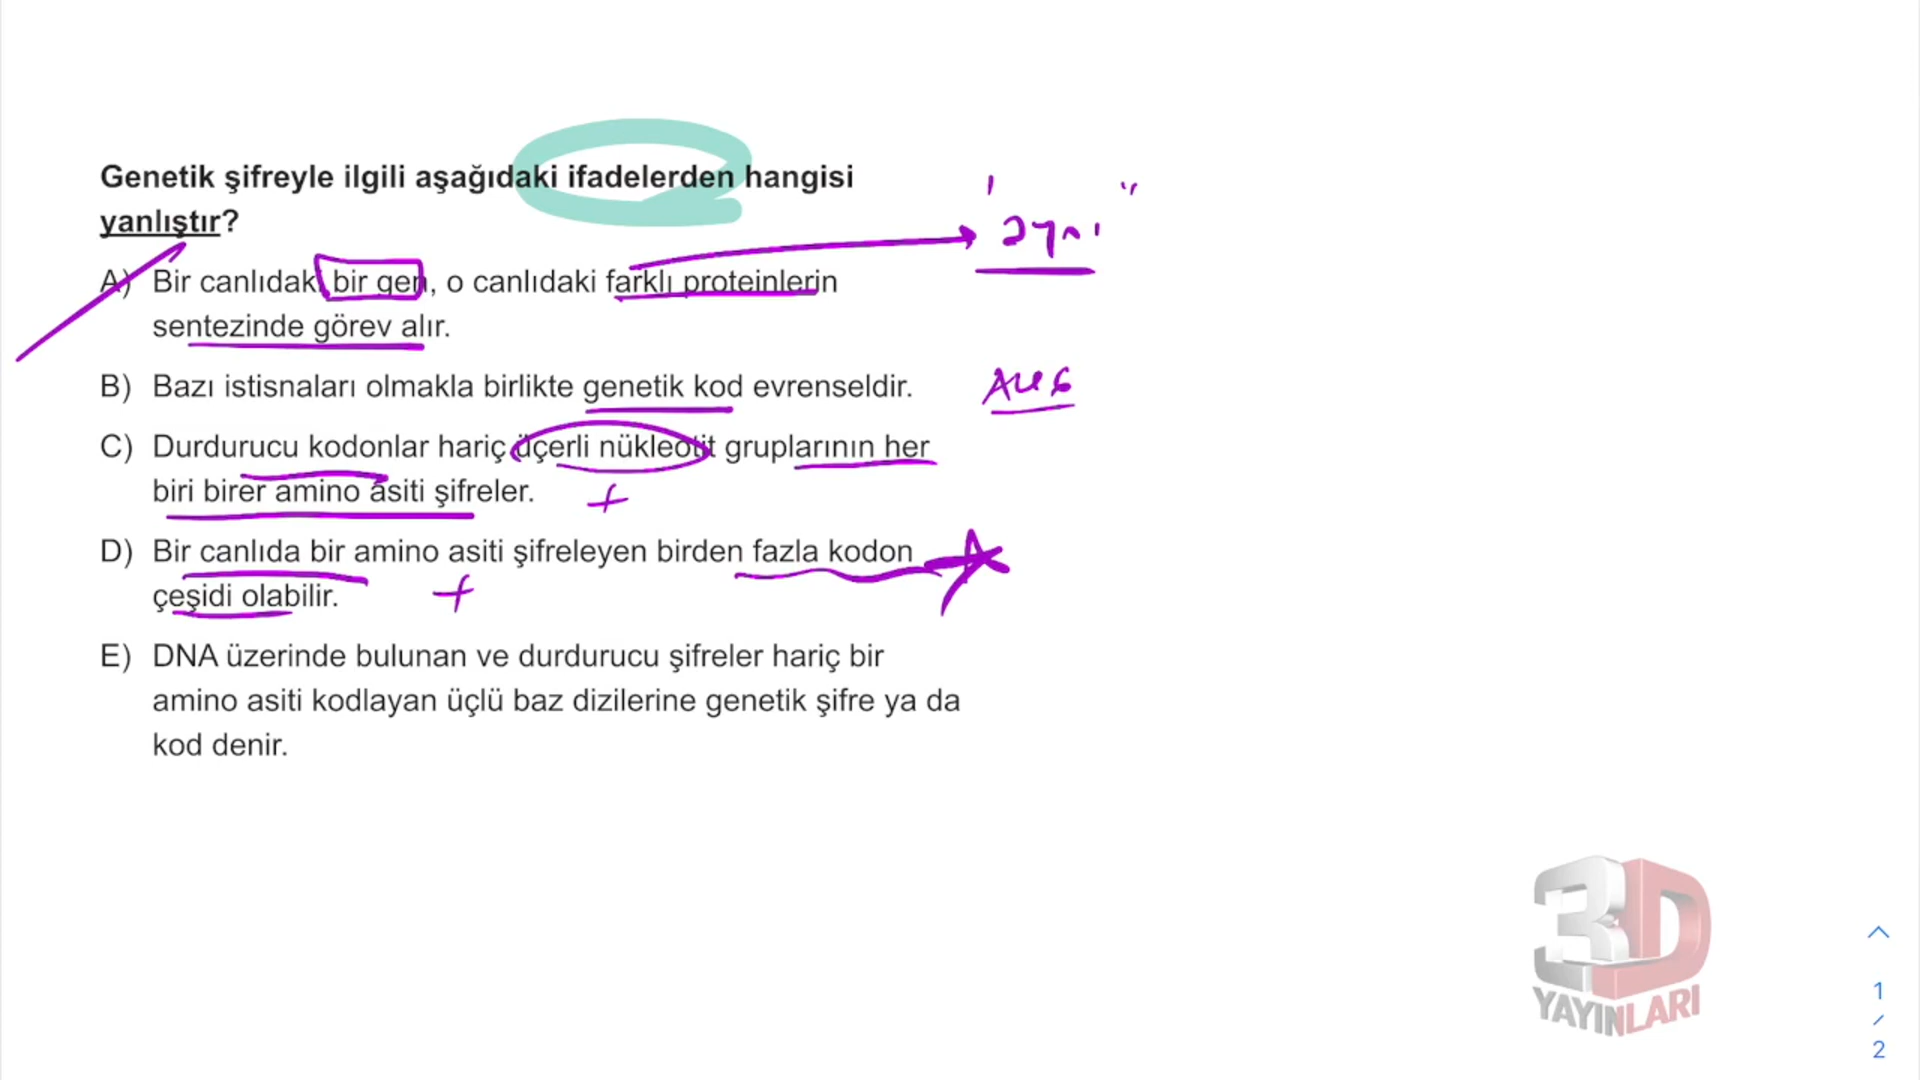 Genetik şifreyle ilgili aşağıdaki ifadelerden hangisi
yanlıştır?
' aynı "
A) Bir canlıdaki bir gen, o canlıdaki farklı proteinlerin
sentezinde görev alır.
B) Bazı istisnaları olmakla birlikte genetik kod evrenseldir.
AUG
C) Durdurucu kodonlar hariç üçerli nükleotit gruplarının her
biri birer amino asiti şifreler.
+
D) Bir canlıda bir amino asiti şifreleyen birden fazla kodon
çeşidi olabilir.
+
E) DNA üzerinde bulunan ve durdurucu şifreler hariç bir
amino asiti kodlayan üçlü baz dizilerine genetik şifre ya da
kod denir.
3D
YAYINLARI
1
/
2